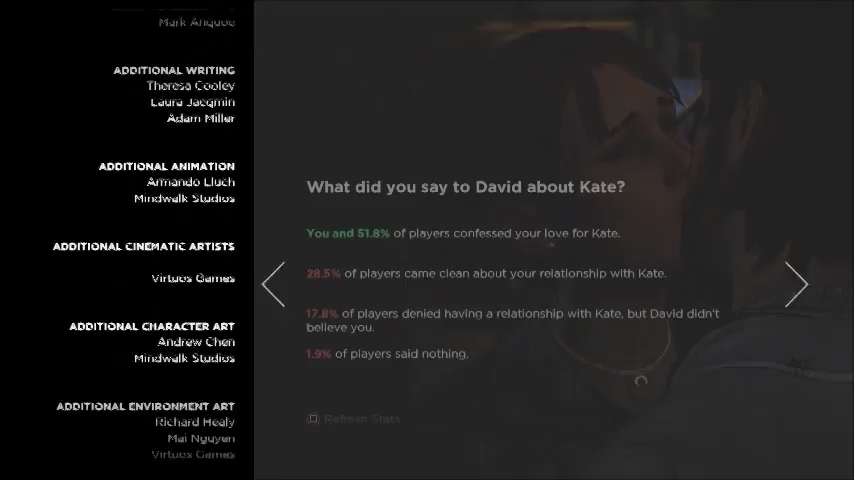 Mark
ADDITIONAL WRITING
Theresa Cooley
Laura Jacqmin
Adam Miller
ADDITIONAL ANIMATION
Armando Lluch
Mindwalk Studios
ADDITIONAL CINEMATIC ARTISTS
Virtuos Games
ADDITIONAL CHARACTER ART
Andrew Chen
Mindwalk Studios
ADDITIONAL ENVIRONMENT ART
Richard Healy
Mai Nguyen
Virtuos Games
What did you say to David about Kate?
You and 51.8% of players confessed your love for Kate.
28.5% of players came clean about your relationship with Kate.
17.8% of players denied having a relationship with Kate, but David didn't
believe you.
1.9% of players said nothing.
Refresh Stats